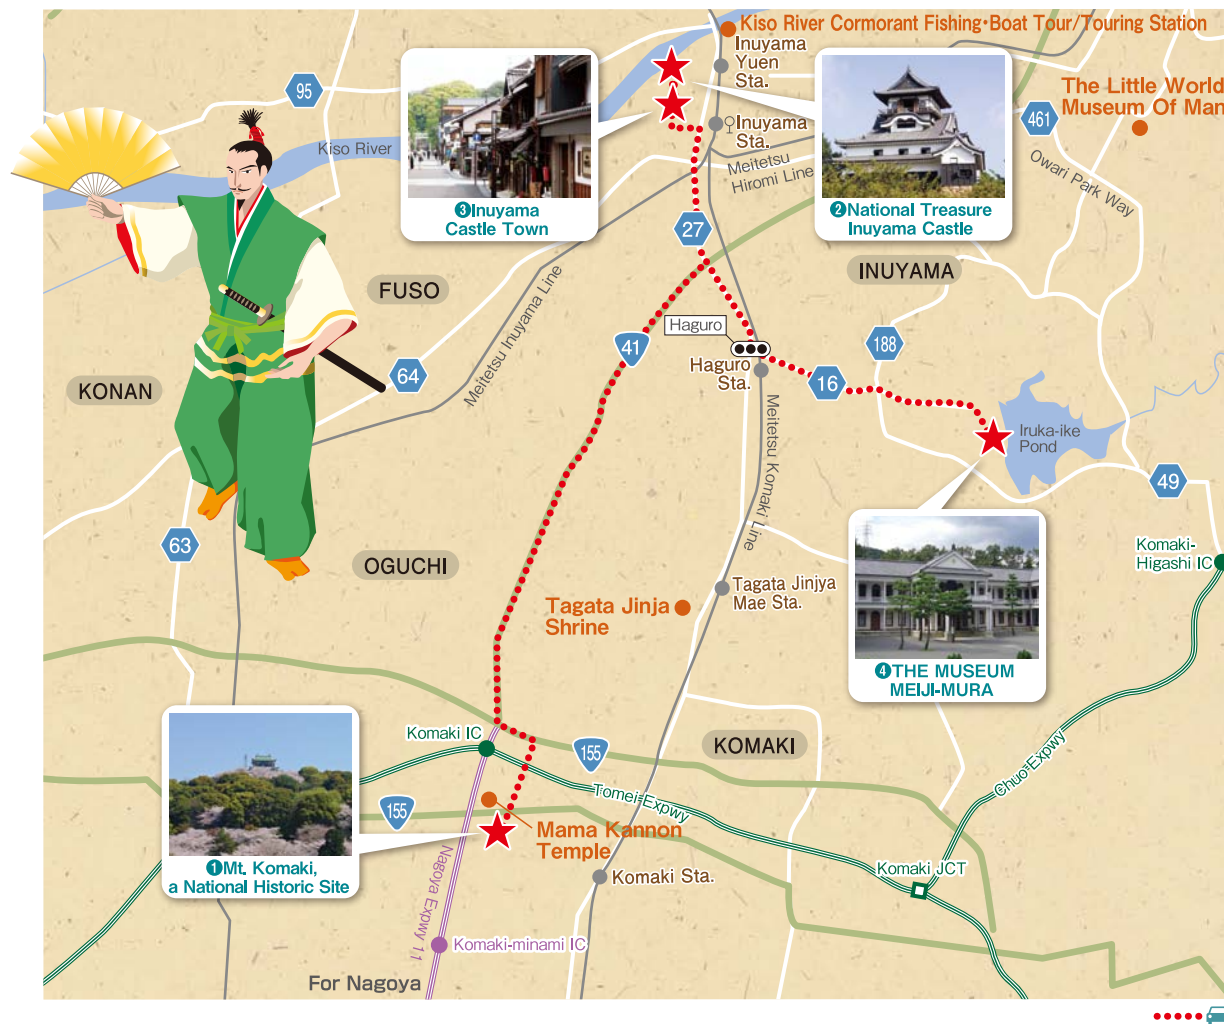 Kiso River Cormorant Fishing•Boat Tour/Touring Station
Inuyama
Yuen
Sta.
The Little World
Museum Of Man
95
461
Kiso River
Inuyama
Sta.
Meitetsu
Hiromi Line
Owari Park Way
❸Inuyama
Castle Town
❷National Treasure
Inuyama Castle
27
INUYAMA
FUSO
Meitetsu Inuyama Line
Haguro
41
188
Haguro
Sta.
64
16
KONAN
Meitetsu Komaki Line
Iruka-ike
Pond
49
63
OGUCHI
Komaki-
Higashi IC
Tagata Jinjya
Mae Sta.
Tagata Jinja
Shrine
❹THE MUSEUM
MEIJI-MURA
Komaki IC
155
KOMAKI
Chuo-Expwy
Tomei-Expwy
155
Mama Kannon
Temple
❶Mt. Komaki,
a National Historic Site
Komaki JCT
Komaki Sta.
Nagoya Expwy 11
Komaki-minami IC
For Nagoya